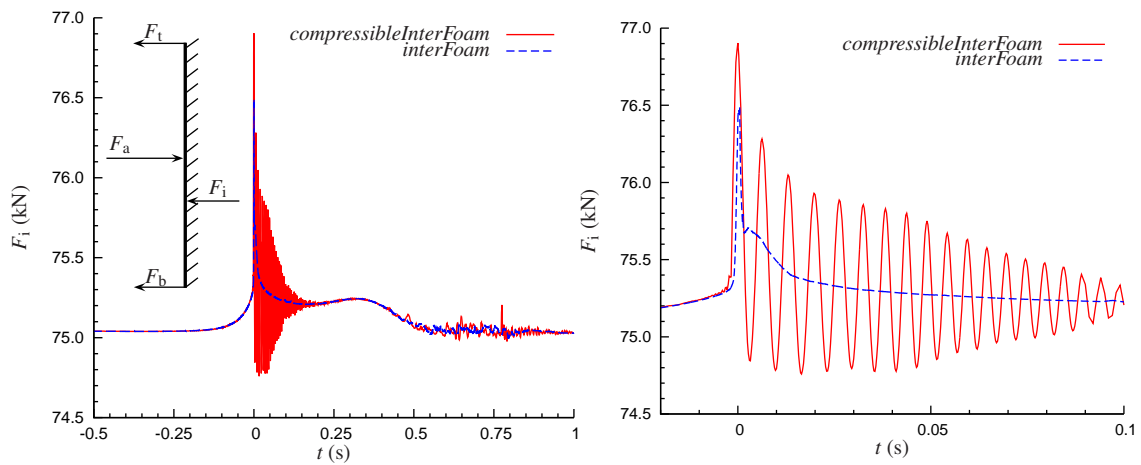 77.0
76.5
76.0
75.5
75.0
74.5
-0.5
-0.25
0
0.25
0.5
0.75
1
F_i (kN)
t (s)
compressibleInterFoam
interFoam
F_t
F_a
F_i
F_b
77.0
76.5
76.0
75.5
75.0
74.5
0
0.05
0.1
F_i (kN)
t (s)
compressibleInterFoam
interFoam